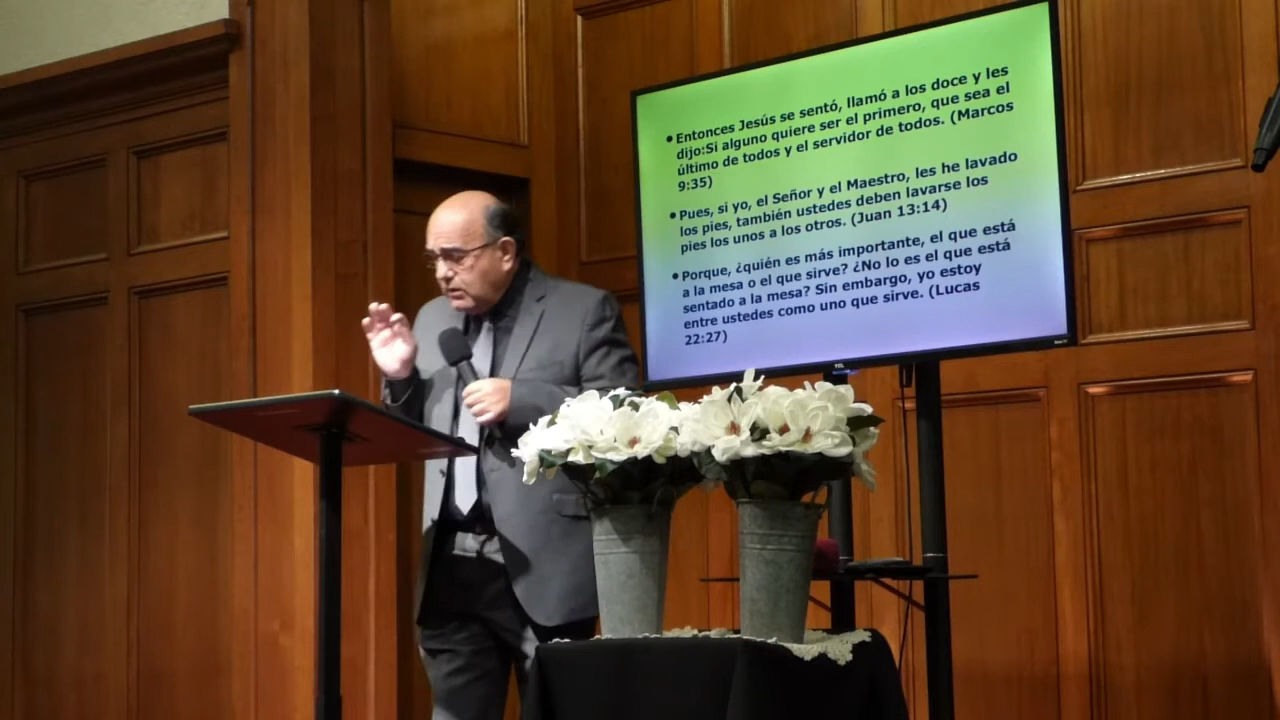 • Entonces Jesús se sentó, llamó a los doce y les
dijo:Si alguno quiere ser el primero, que sea el
último de todos y el servidor de todos. (Marcos
9:35)
• Pues, si yo, el Señor y el Maestro, les he lavado
los pies, también ustedes deben lavarse los
pies los unos a los otros. (Juan 13:14)
• Porque, ¿quién es más importante, el que está
a la mesa o el que sirve? ¿No lo es el que está
sentado a la mesa? Sin embargo, yo estoy
entre ustedes como uno que sirve. (Lucas
22:27)
TCL